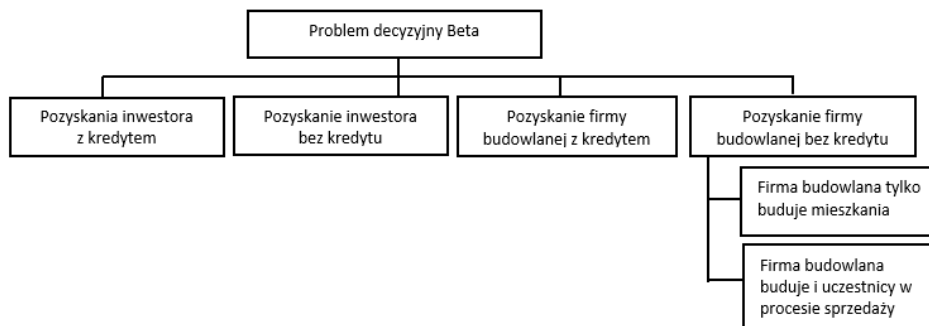 Problem decyzyjny Beta
Pozyskania inwestora
z kredytem
Pozyskanie inwestora
bez kredytu
Pozyskanie firmy
budowlanej z kredytem
Pozyskanie firmy
budowlanej bez kredytu
Firma budowlana tylko
buduje mieszkania
Firma budowlana
buduje i uczestnicy w
procesie sprzedaży